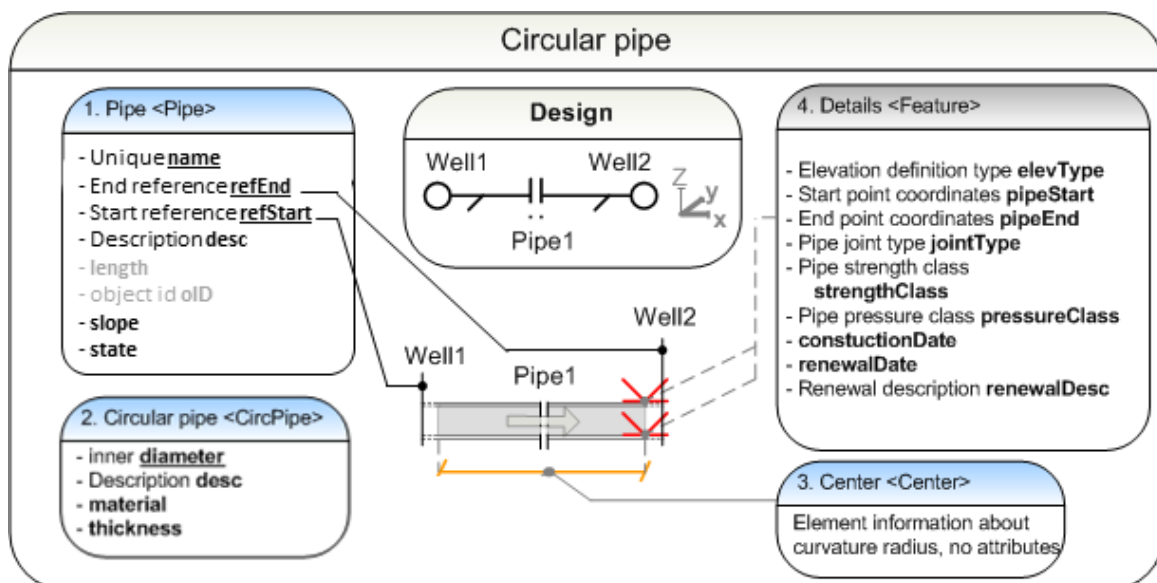 Circular pipe
1. Pipe <Pipe>
- Unique name
- End reference refEnd
- Start reference refStart
- Description desc
- length
- object id oID
- slope
- state
2. Circular pipe <CircPipe>
- inner diameter
- Description desc
- material
- thickness
Design
Well1
Well2
Pipe1
Z
y
x
Well1
Well2
Pipe1
4. Details <Feature>
- Elevation definition type elevType
- Start point coordinates pipeStart
- End point coordinates pipeEnd
- Pipe joint type jointType
- Pipe strength class
strengthClass
- Pipe pressure class pressureClass
- constuctionDate
- renewalDate
- Renewal description renewalDesc
3. Center <Center>
Element information about
curvature radius, no attributes